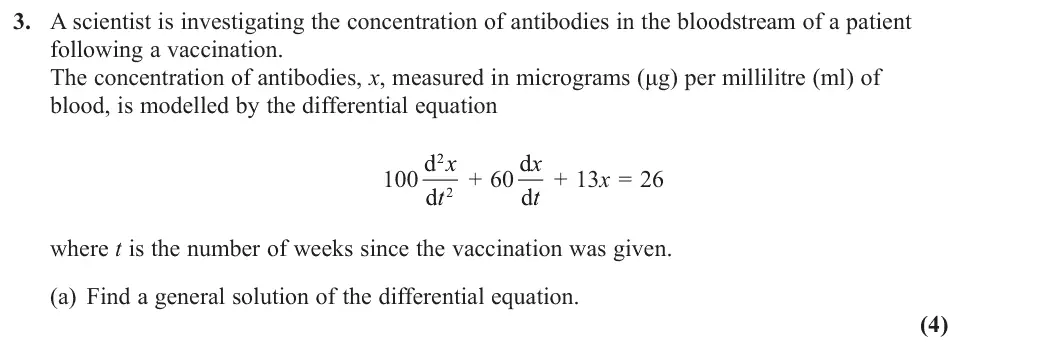 3. A scientist is investigating the concentration of antibodies in the bloodstream of a patient
following a vaccination.
The concentration of antibodies, x, measured in micrograms (μg) per millilitre (ml) of
blood, is modelled by the differential equation
100 d²x/dt² + 60 dx/dt + 13x = 26
where t is the number of weeks since the vaccination was given.
(a) Find a general solution of the differential equation.
(4)